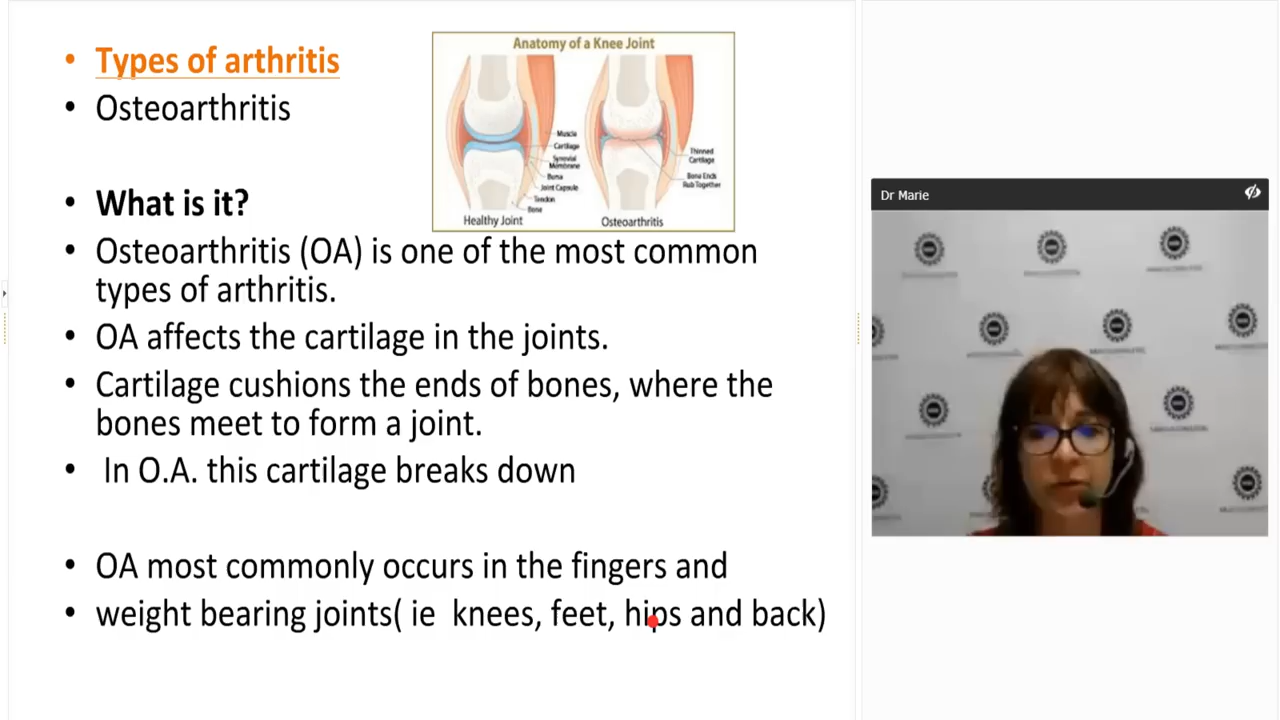 Types of arthritis
Osteoarthritis
What is it?
Osteoarthritis (OA) is one of the most common
types of arthritis.
OA affects the cartilage in the joints.
Cartilage cushions the ends of bones, where the
bones meet to form a joint.
In O.A. this cartilage breaks down
OA most commonly occurs in the fingers and
weight bearing joints( ie knees, feet, hips and back)
Anatomy of a Knee Joint
Muscle
Cartilage
Synovial
Membrane
Bursa
Joint Capsule
Tendon
Bone
Healthy Joint
Thinned
Cartilage
Bone Ends
Rub Together
Osteoarthritis
Dr Marie